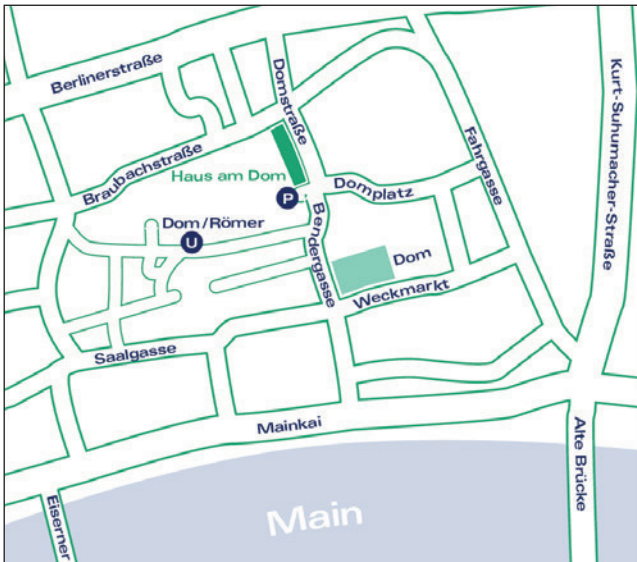 Berlinerstraße
Domstraße
Kurt-Suhumacher-Straße
Braubachstraße
Fahrgasse
Haus am Dom
P
Domplatz
Dom/Römer
U
Bendergasse
Dom
Weckmarkt
Saalgasse
Mainkai
Alte Brücke
Eiserner
Main